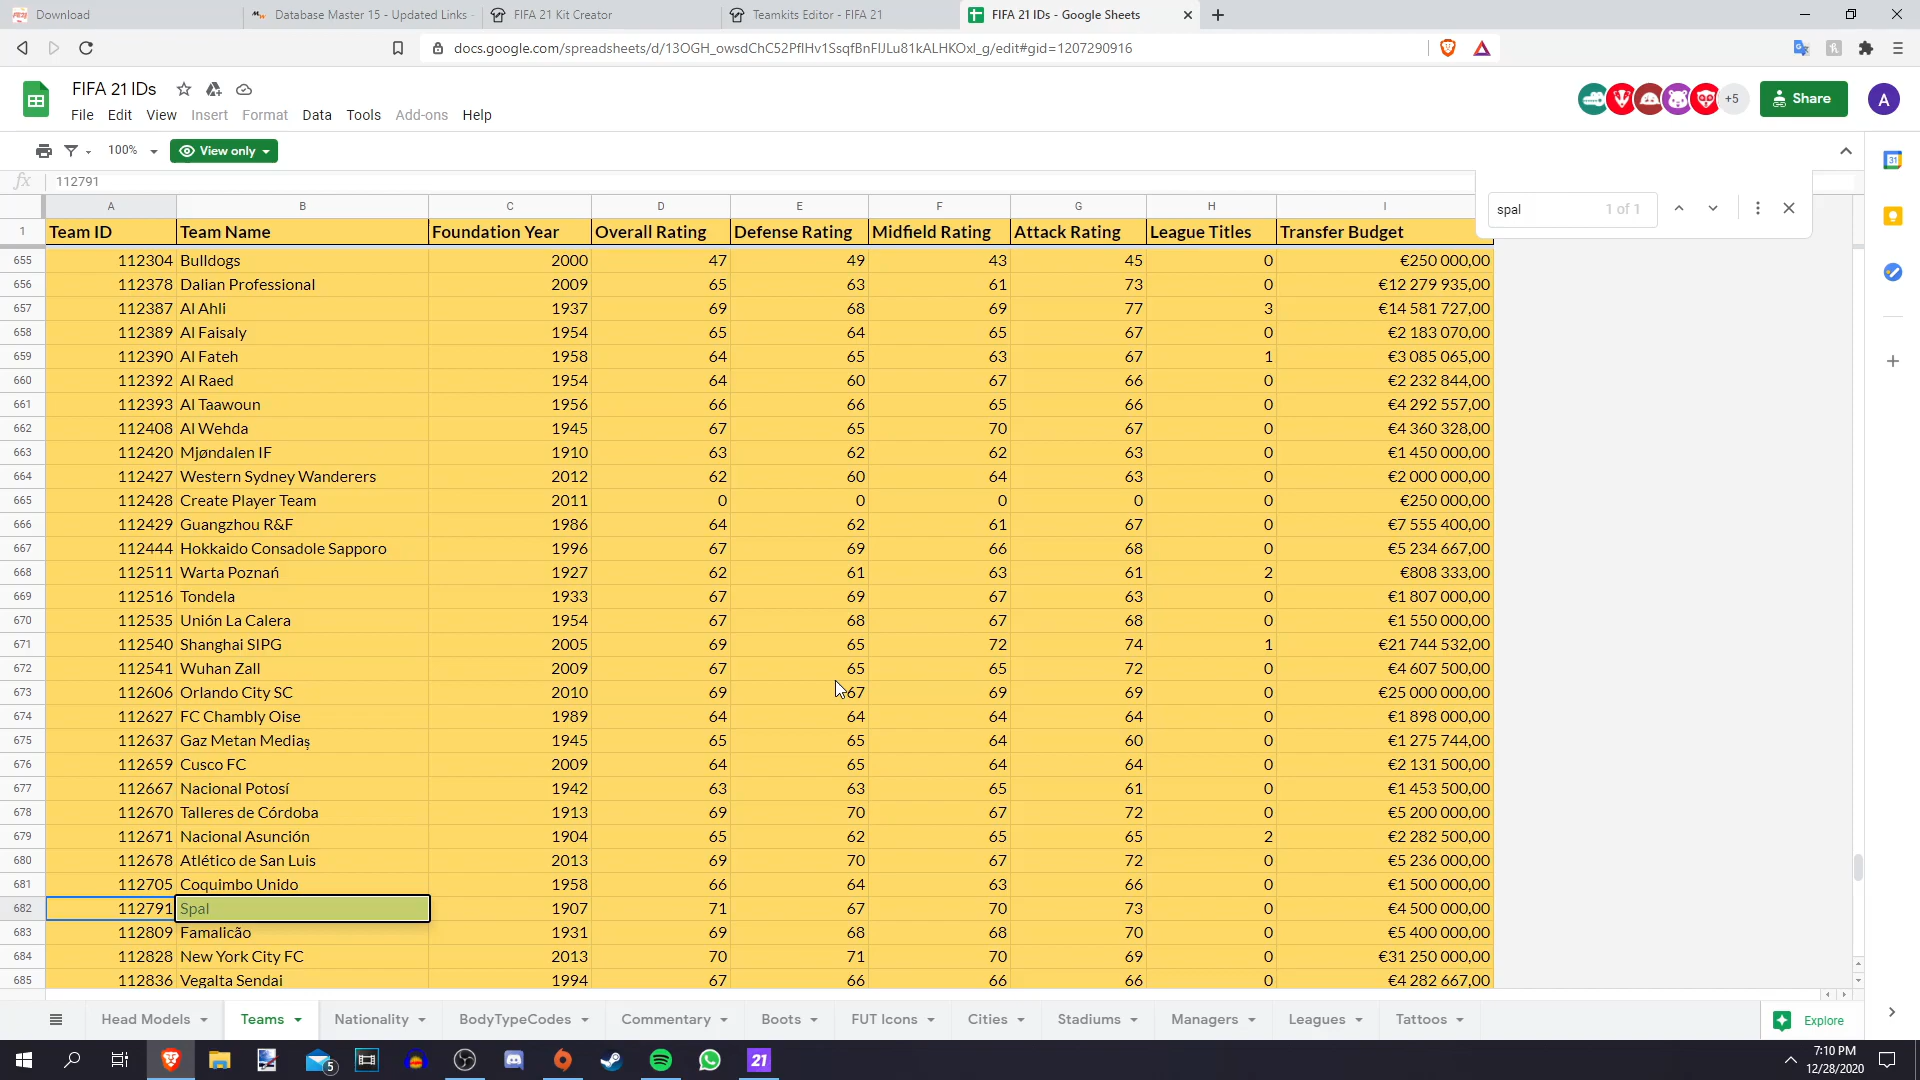 Download
Database Master 15 - Updated Links -
FIFA 21 Kit Creator
Teamkits Editor - FIFA 21
FIFA 21 IDs - Google Sheets
docs.google.com/spreadsheets/d/13OGH_owsdChC52PflHv1SsqfBnFIJLu81kALHKOxl_g/edit#gid=1207290916
FIFA 21 IDs
+5
Share
A
File Edit View Insert Format Data Tools Add-ons Help
100%
View only
31
fx 112791
spal 1 of 1
A B C D E F G H I
1 Team ID Team Name Foundation Year Overall Rating Defense Rating Midfield Rating Attack Rating League Titles Transfer Budget
655 112304 Bulldogs 2000 47 49 43 45 0 €250 000,00
656 112378 Dalian Professional 2009 65 63 61 73 0 €12 279 935,00
657 112387 Al Ahli 1937 69 68 69 77 3 €14 581 727,00
658 112389 Al Faisaly 1954 65 64 65 67 0 €2 183 070,00
659 112390 Al Fateh 1958 64 65 63 67 1 €3 085 065,00
660 112392 Al Raed 1954 64 60 67 66 0 €2 232 844,00
661 112393 Al Taawoun 1956 66 66 65 66 0 €4 292 557,00
662 112408 Al Wehda 1945 67 65 70 67 0 €4 360 328,00
663 112420 Mjøndalen IF 1910 63 62 62 63 0 €1 450 000,00
664 112427 Western Sydney Wanderers 2012 62 60 64 63 0 €2 000 000,00
665 112428 Create Player Team 2011 0 0 0 0 0 €250 000,00
666 112429 Guangzhou R&F 1986 64 62 61 67 0 €7 555 400,00
667 112444 Hokkaido Consadole Sapporo 1996 67 69 66 68 0 €5 234 667,00
668 112511 Warta Poznań 1927 62 61 63 61 2 €808 333,00
669 112516 Tondela 1933 67 69 67 63 0 €1 807 000,00
670 112535 Unión La Calera 1954 67 68 67 68 0 €1 550 000,00
671 112540 Shanghai SIPG 2005 69 65 72 74 1 €21 744 532,00
672 112541 Wuhan Zall 2009 67 65 65 72 0 €4 607 500,00
673 112606 Orlando City SC 2010 69 67 69 69 0 €25 000 000,00
674 112627 FC Chambly Oise 1989 64 64 64 64 0 €1 898 000,00
675 112637 Gaz Metan Mediaş 1945 65 65 64 60 0 €1 275 744,00
676 112659 Cusco FC 2009 64 65 64 64 0 €2 131 500,00
677 112667 Nacional Potosí 1942 63 63 65 61 0 €1 453 500,00
678 112670 Talleres de Córdoba 1913 69 70 67 72 0 €5 200 000,00
679 112671 Nacional Asunción 1904 65 62 65 65 2 €2 282 500,00
680 112678 Atlético de San Luis 2013 69 70 67 72 0 €5 236 000,00
681 112705 Coquimbo Unido 1958 66 64 63 66 0 €1 500 000,00
682 112791 Spal 1907 71 67 70 73 0 €4 500 000,00
683 112809 Famalicão 1931 69 68 68 70 0 €5 400 000,00
684 112828 New York City FC 2013 70 71 70 69 0 €31 250 000,00
685 112836 Vegalta Sendai 1994 67 66 66 66 0 €4 282 667,00
Head Models Teams Nationality BodyTypeCodes Commentary Boots FUT Icons Cities Stadiums Managers Leagues Tattoos Explore
5
21
7:10 PM
12/28/2020